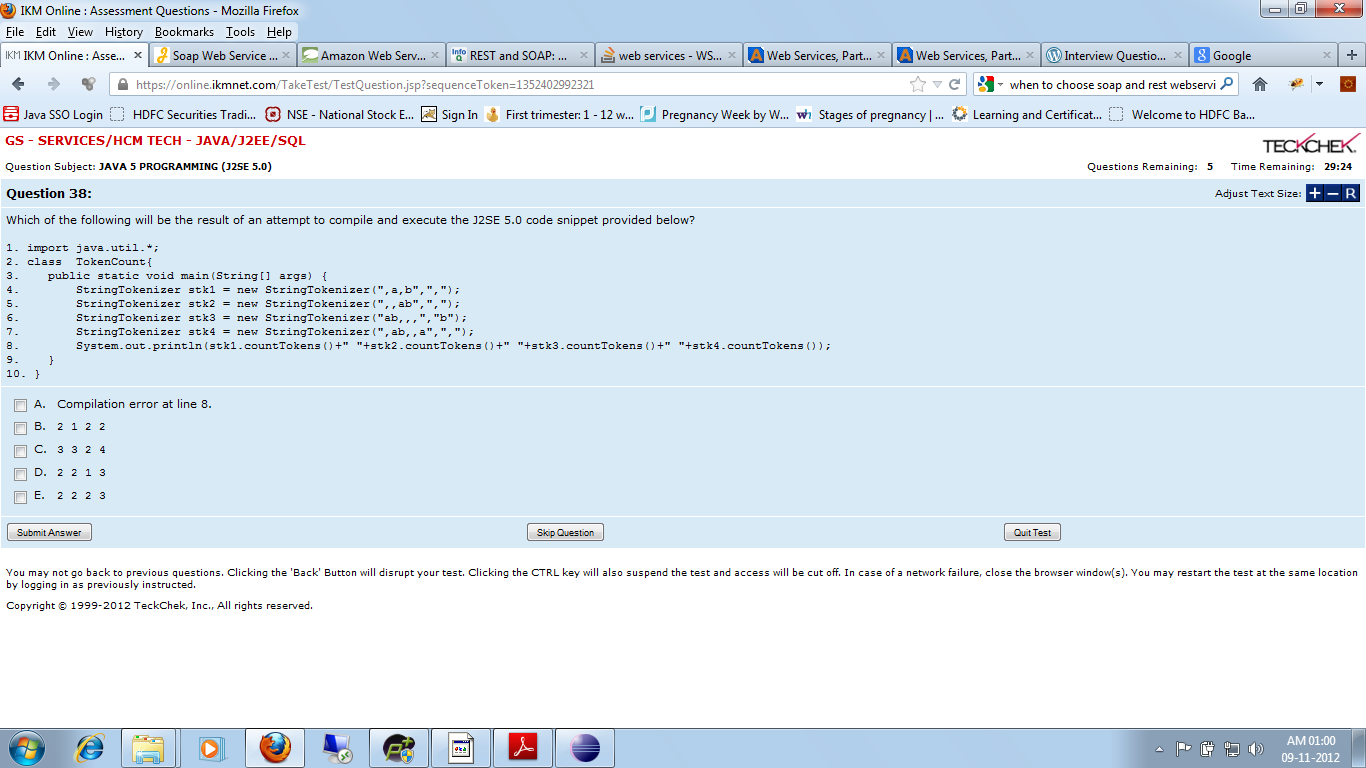 IKM Online : Assessment Questions - Mozilla Firefox
File Edit View History Bookmarks Tools Help
IKM IKM Online : Asse... Soap Web Service ... Amazon Web Serv... REST and SOAP: ... web services - WS... Web Services, Part... Web Services, Part... Interview Questio... Google
https://online.ikmnet.com/TakeTest/TestQuestion.jsp?sequenceToken=1352402992321 when to choose soap and rest webservi
Java SSO Login HDFC Securities Tradi... NSE - National Stock E... Sign In First trimester: 1 - 12 w... Pregnancy Week by W... Stages of pregnancy | ... Learning and Certificat... Welcome to HDFC Ba...
GS - SERVICES/HCM TECH - JAVA/J2EE/SQL TECKCHEK
Question Subject: JAVA 5 PROGRAMMING (J2SE 5.0) Questions Remaining: 5 Time Remaining: 29:24
Question 38: Adjust Text Size: + − R
Which of the following will be the result of an attempt to compile and execute the J2SE 5.0 code snippet provided below?
1. import java.util.*;
2. class TokenCount{
3. public static void main(String[] args) {
4. StringTokenizer stk1 = new StringTokenizer(",a,b",",");
5. StringTokenizer stk2 = new StringTokenizer(",,ab",",");
6. StringTokenizer stk3 = new StringTokenizer("ab,,,","b");
7. StringTokenizer stk4 = new StringTokenizer(",ab,,a",",");
8. System.out.println(stk1.countTokens()+" "+stk2.countTokens()+" "+stk3.countTokens()+" "+stk4.countTokens());
9. }
10. }
A. Compilation error at line 8.
B. 2 1 2 2
C. 3 3 2 4
D. 2 2 1 3
E. 2 2 2 3
Submit Answer Skip Question Quit Test
You may not go back to previous questions. Clicking the 'Back' Button will disrupt your test. Clicking the CTRL key will also suspend the test and access will be cut off. In case of a network failure, close the browser window(s). You may restart the test at the same location
by logging in as previously instructed.
Copyright © 1999-2012 TeckChek, Inc., All rights reserved.
AM 01:00
09-11-2012